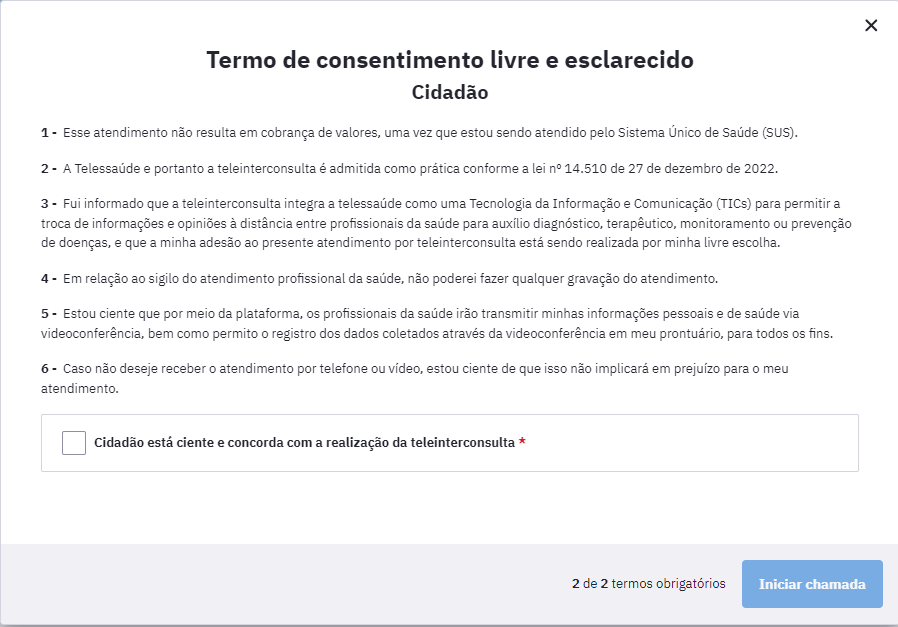 Termo de consentimento livre e esclarecido
Cidadão
1 - Esse atendimento não resulta em cobrança de valores, uma vez que estou sendo atendido pelo Sistema Único de Saúde (SUS).
2 - A Telessaúde e portanto a teleinterconsulta é admitida como prática conforme a lei nº 14.510 de 27 de dezembro de 2022.
3 - Fui informado que a teleinterconsulta integra a telessaúde como uma Tecnologia da Informação e Comunicação (TICs) para permitir a
troca de informações e opiniões à distância entre profissionais da saúde para auxílio diagnóstico, terapêutico, monitoramento ou prevenção
de doenças, e que a minha adesão ao presente atendimento por teleinterconsulta está sendo realizada por minha livre escolha.
4 - Em relação ao sigilo do atendimento profissional da saúde, não poderei fazer qualquer gravação do atendimento.
5 - Estou ciente que por meio da plataforma, os profissionais da saúde irão transmitir minhas informações pessoais e de saúde via
videoconferência, bem como permito o registro dos dados coletados através da videoconferência em meu prontuário, para todos os fins.
6 - Caso não deseje receber o atendimento por telefone ou vídeo, estou ciente de que isso não implicará em prejuízo para o meu
atendimento.
Cidadão está ciente e concorda com a realização da teleinterconsulta *
2 de 2 termos obrigatórios
Iniciar chamada